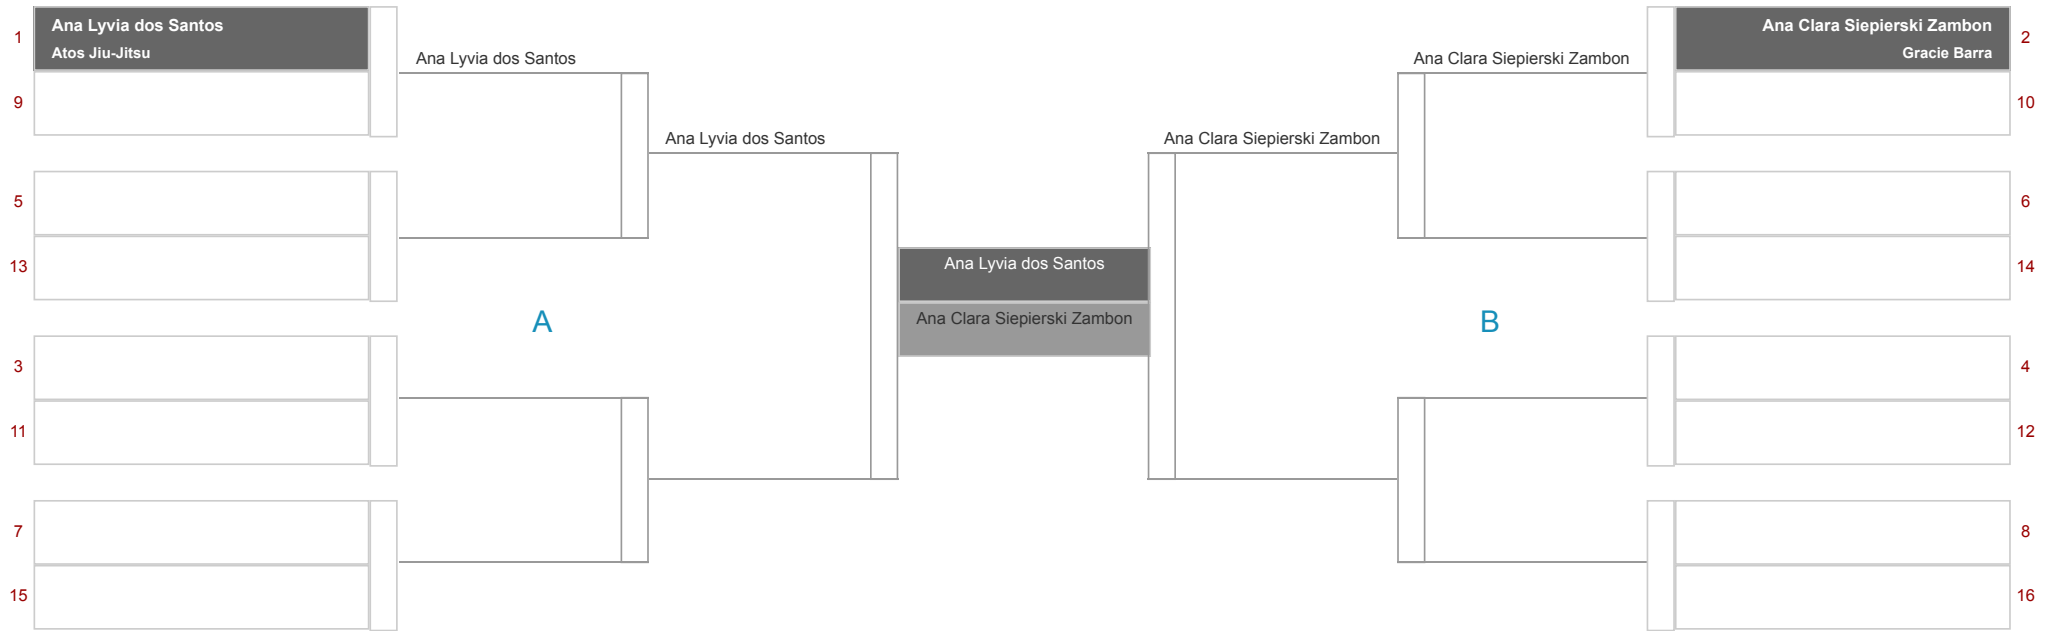 1
Ana Lyvia dos Santos
Atos Jiu-Jitsu
9
5
13
3
11
7
15
Ana Lyvia dos Santos
Ana Lyvia dos Santos
A
Ana Lyvia dos Santos
Ana Clara Siepierski Zambon
Ana Clara Siepierski Zambon
Ana Clara Siepierski Zambon
B
Ana Clara Siepierski Zambon
Gracie Barra
2
10
6
14
4
12
8
16